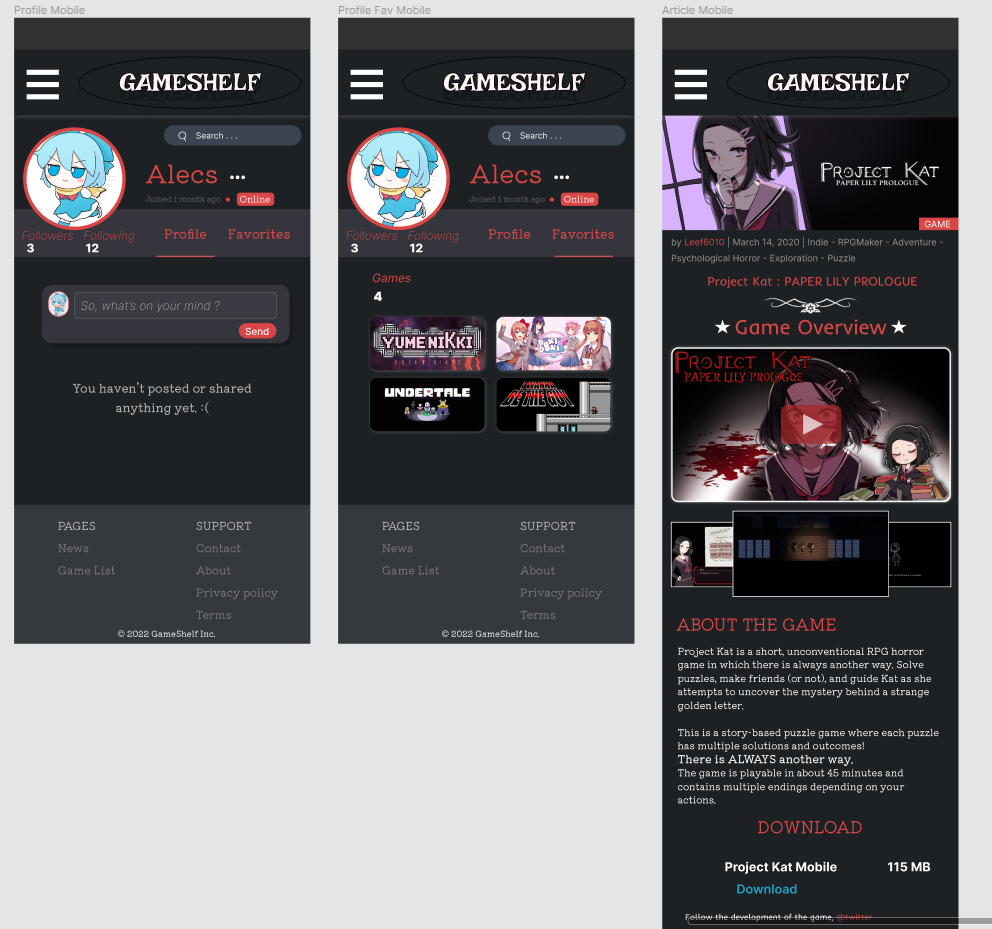 Profile Mobile
GAMESHELF
Search . . .
Alecs
Joined 1 month ago
Online
Followers
Following
3
12
Profile
Favorites
So, what's on your mind ?
Send
You haven't posted or shared
anything yet. :(
PAGES
SUPPORT
News
Contact
Game List
About
Privacy policy
Terms
© 2022 GameShelf Inc.
Profile Fav Mobile
GAMESHELF
Search . . .
Alecs
Joined 1 month ago
Online
Followers
Following
3
12
Profile
Favorites
Games
4
YUMENIKKI
DOKI DOKI
UNDERTALE
PAGES
SUPPORT
News
Contact
Game List
About
Privacy policy
Terms
© 2022 GameShelf Inc.
Article Mobile
GAMESHELF
PROJECT KAT
PAPER LILY PROLOGUE
GAME
by Leef6010 | March 14, 2020 | Indie - RPGMaker - Adventure -
Psychological Horror - Exploration - Puzzle
Project Kat : PAPER LILY PROLOGUE
★ Game Overview ★
PROJECT KAT
PAPER LILY PROLOGUE
ABOUT THE GAME
Project Kat is a short, unconventional RPG horror
game in which there is always another way. Solve
puzzles, make friends (or not), and guide Kat as she
attempts to uncover the mystery behind a strange
golden letter.
This is a story-based puzzle game where each puzzle
has multiple solutions and outcomes!
There is ALWAYS another way.
The game is playable in about 45 minutes and
contains multiple endings depending on your
actions.
DOWNLOAD
Project Kat Mobile
115 MB
Download
Follow the development of the game, @twitter